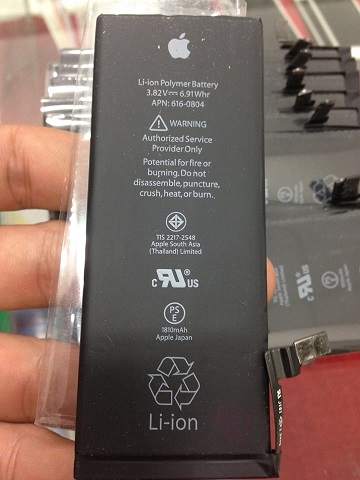 Li-ion Polymer Battery
3.82V⎓ 6.91Whr
APN: 616-0804
WARNING
Authorized Service
Provider Only
Potential for fire or
burning. Do not
disassemble, puncture,
crush, heat, or burn.
TIS 2217-2548
Apple South Asia
(Thailand) Limited
c RU US
PS
E
1810mAh
Apple Japan
Li-ion